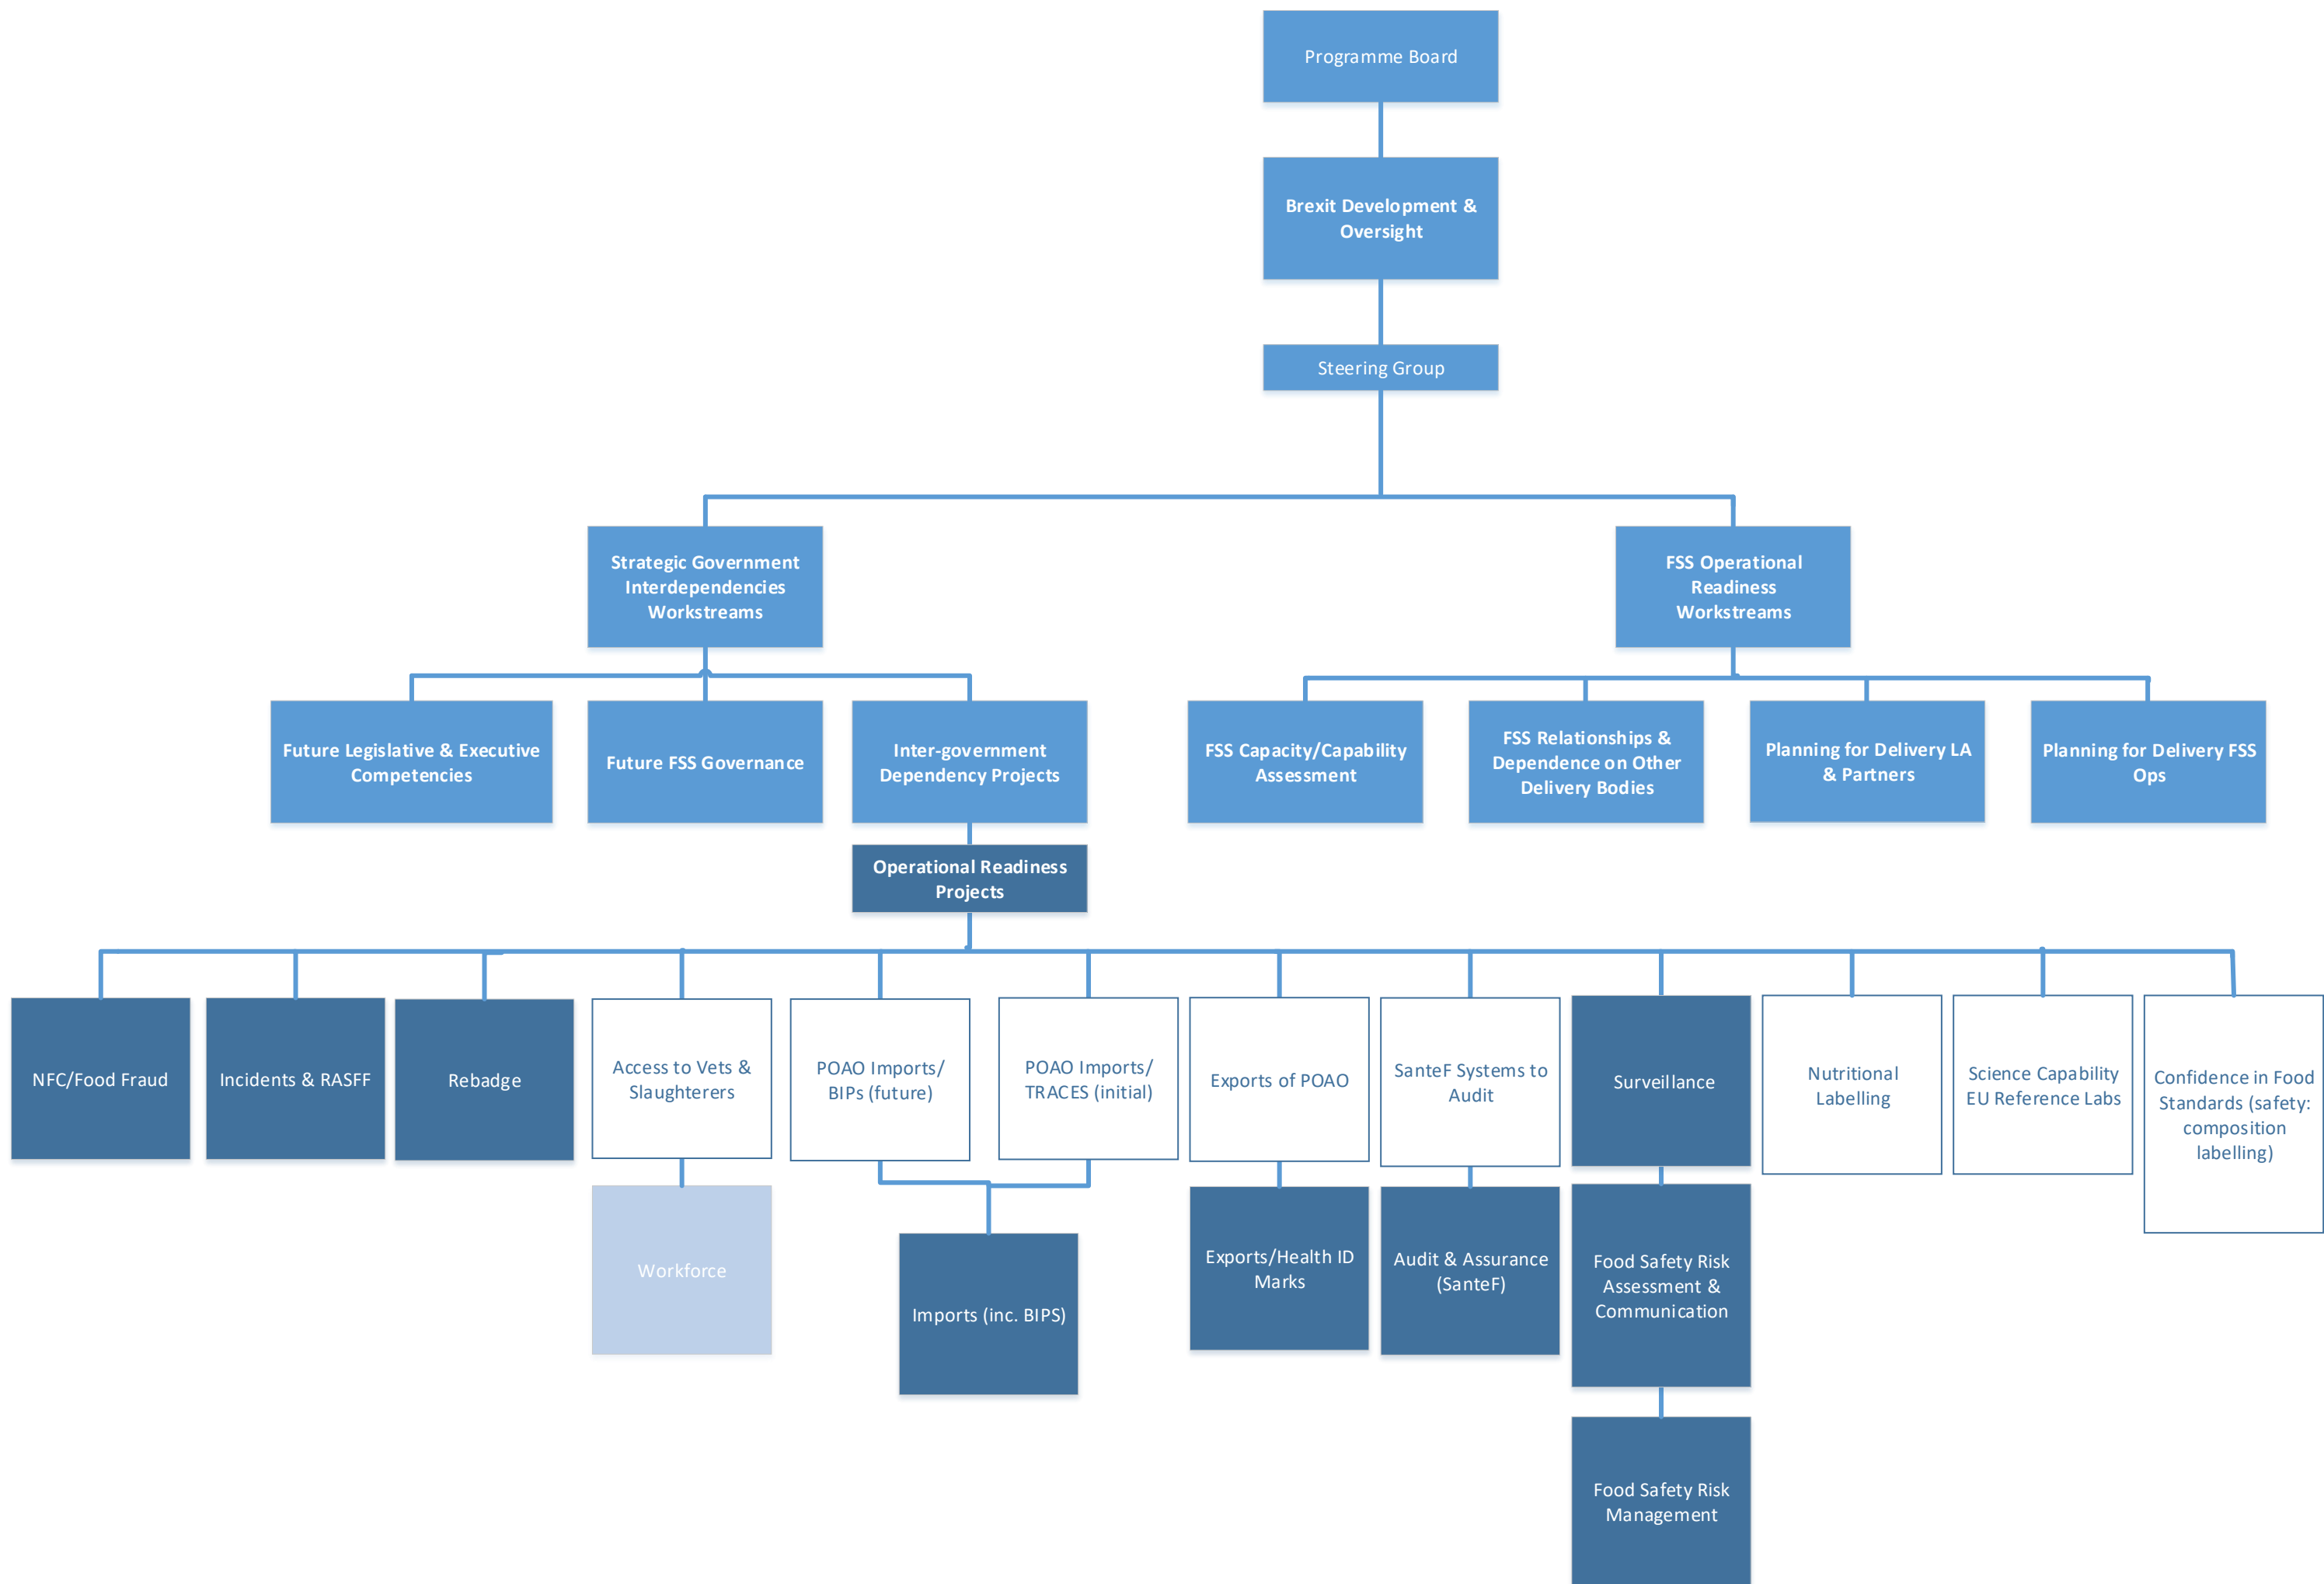 Programme Board
Brexit Development &
Oversight
Steering Group
Strategic Government
Interdependencies
Workstreams
FSS Operational
Readiness
Workstreams
Future Legislative & Executive
Competencies
Future FSS Governance
Inter-government
Dependency Projects
FSS Capacity/Capability
Assessment
FSS Relationships &
Dependence on Other
Delivery Bodies
Planning for Delivery LA
& Partners
Planning for Delivery FSS
Ops
Operational Readiness
Projects
NFC/Food Fraud
Incidents & RASFF
Rebadge
Access to Vets &
Slaughterers
POAO Imports/
BIPs (future)
POAO Imports/
TRACES (initial)
Exports of POAO
SanteF Systems to
Audit
Surveillance
Nutritional
Labelling
Science Capability
EU Reference Labs
Confidence in Food
Standards (safety:
composition
labelling)
Workforce
Imports (inc. BIPS)
Exports/Health ID
Marks
Audit & Assurance
(SanteF)
Food Safety Risk
Assessment &
Communication
Food Safety Risk
Management